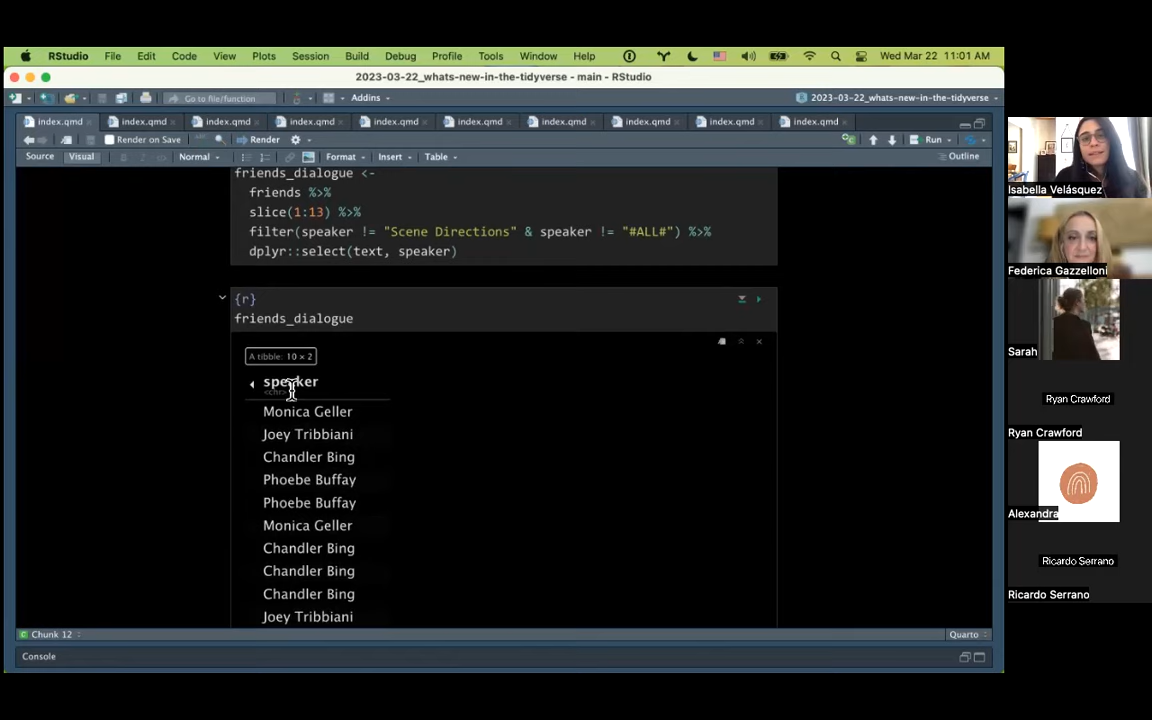 RStudio File Edit Code View Plots Session Build Debug Profile Tools Window Help Wed Mar 22 11:01 AM
2023-03-22_whats-new-in-the-tidyverse - main - RStudio
Go to file/function Addins 2023-03-22_whats-new-in-the-tidyverse
index.qmd index.qmd index.qmd index.qmd index.qmd index.qmd index.qmd index.qmd index.qmd index.qmd
Render on Save Render Run
Source Visual B I Normal Format Insert Table Outline
friends_dialogue <-
friends %>%
slice(1:13) %>%
filter(speaker != "Scene Directions" & speaker != "#ALL#") %>%
dplyr::select(text, speaker)
{r}
friends_dialogue
A tibble: 10 × 2
speaker
<chr>
Monica Geller
Joey Tribbiani
Chandler Bing
Phoebe Buffay
Phoebe Buffay
Monica Geller
Chandler Bing
Chandler Bing
Chandler Bing
Joey Tribbiani
Chunk 12 Quarto
Console
Isabella Velásquez
Federica Gazzelloni
Sarah
Ryan Crawford
Ryan Crawford
Alexandra
Ricardo Serrano
Ricardo Serrano